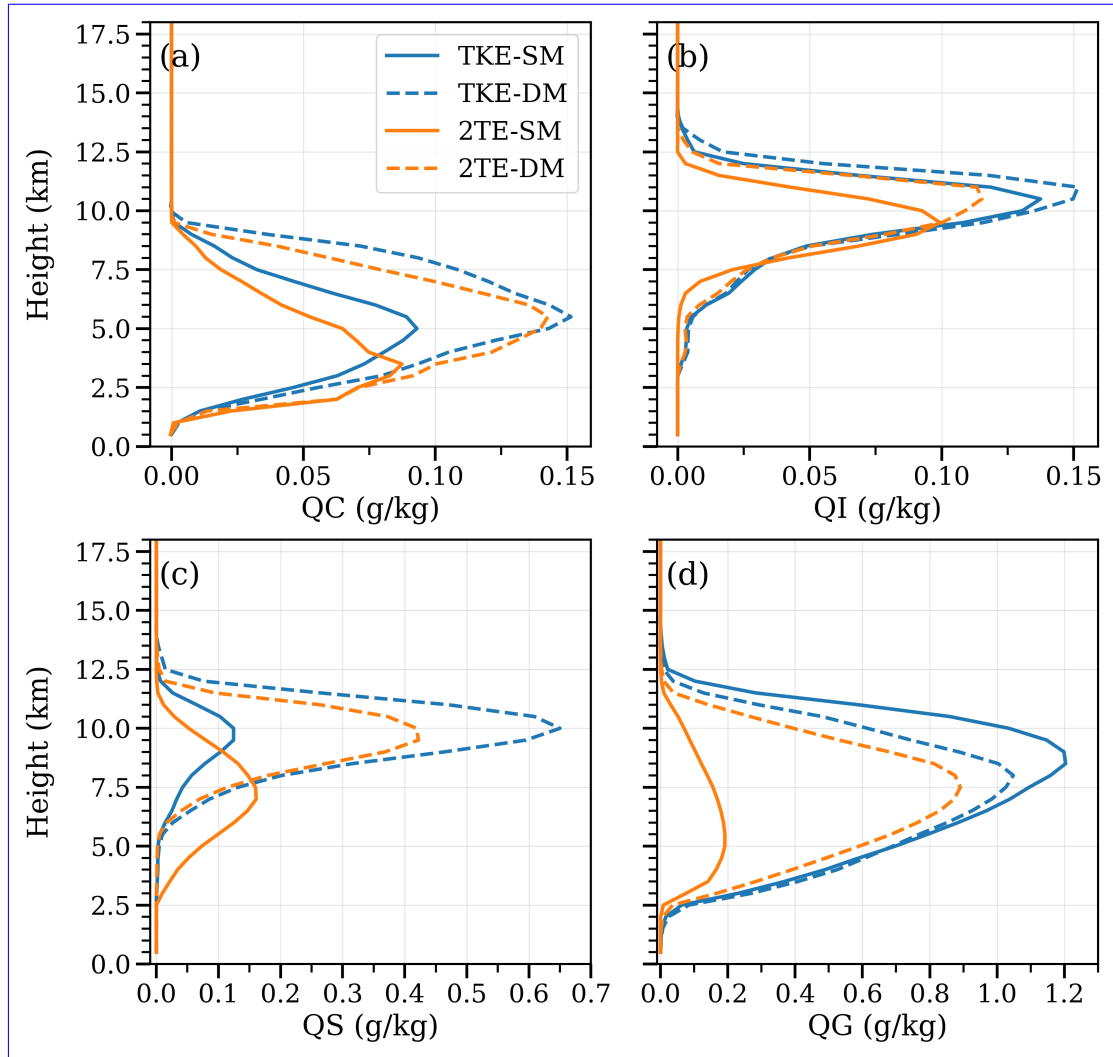 (a)
TKE-SM
TKE-DM
2TE-SM
2TE-DM
17.5
15.0
12.5
10.0
7.5
5.0
2.5
0.0
Height (km)
0.00 0.05 0.10 0.15
QC (g/kg)
(b)
0.00 0.05 0.10 0.15
QI (g/kg)
(c)
17.5
15.0
12.5
10.0
7.5
5.0
2.5
0.0
Height (km)
0.0 0.1 0.2 0.3 0.4 0.5 0.6 0.7
QS (g/kg)
(d)
0.0 0.2 0.4 0.6 0.8 1.0 1.2
QG (g/kg)